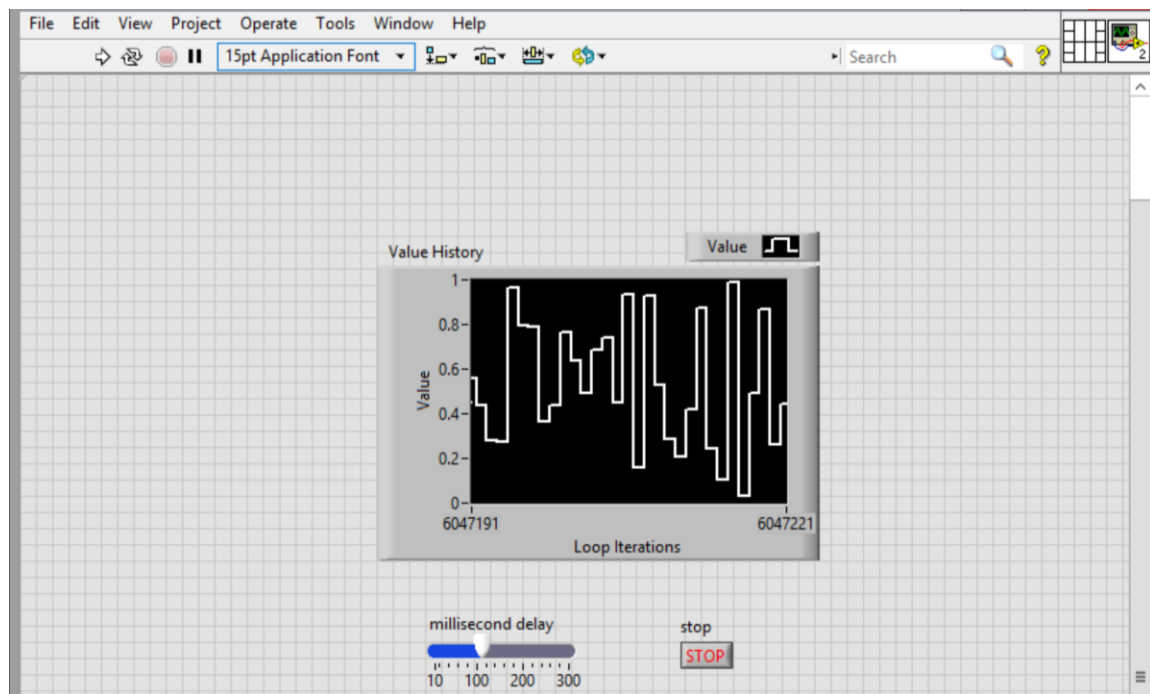 File Edit View Project Operate Tools Window Help
15pt Application Font Search ? 2
Value History Value
1
0.8
0.6
Value
0.4
0.2
0
6047191 6047221
Loop Iterations
millisecond delay stop
STOP
10 100 200 300